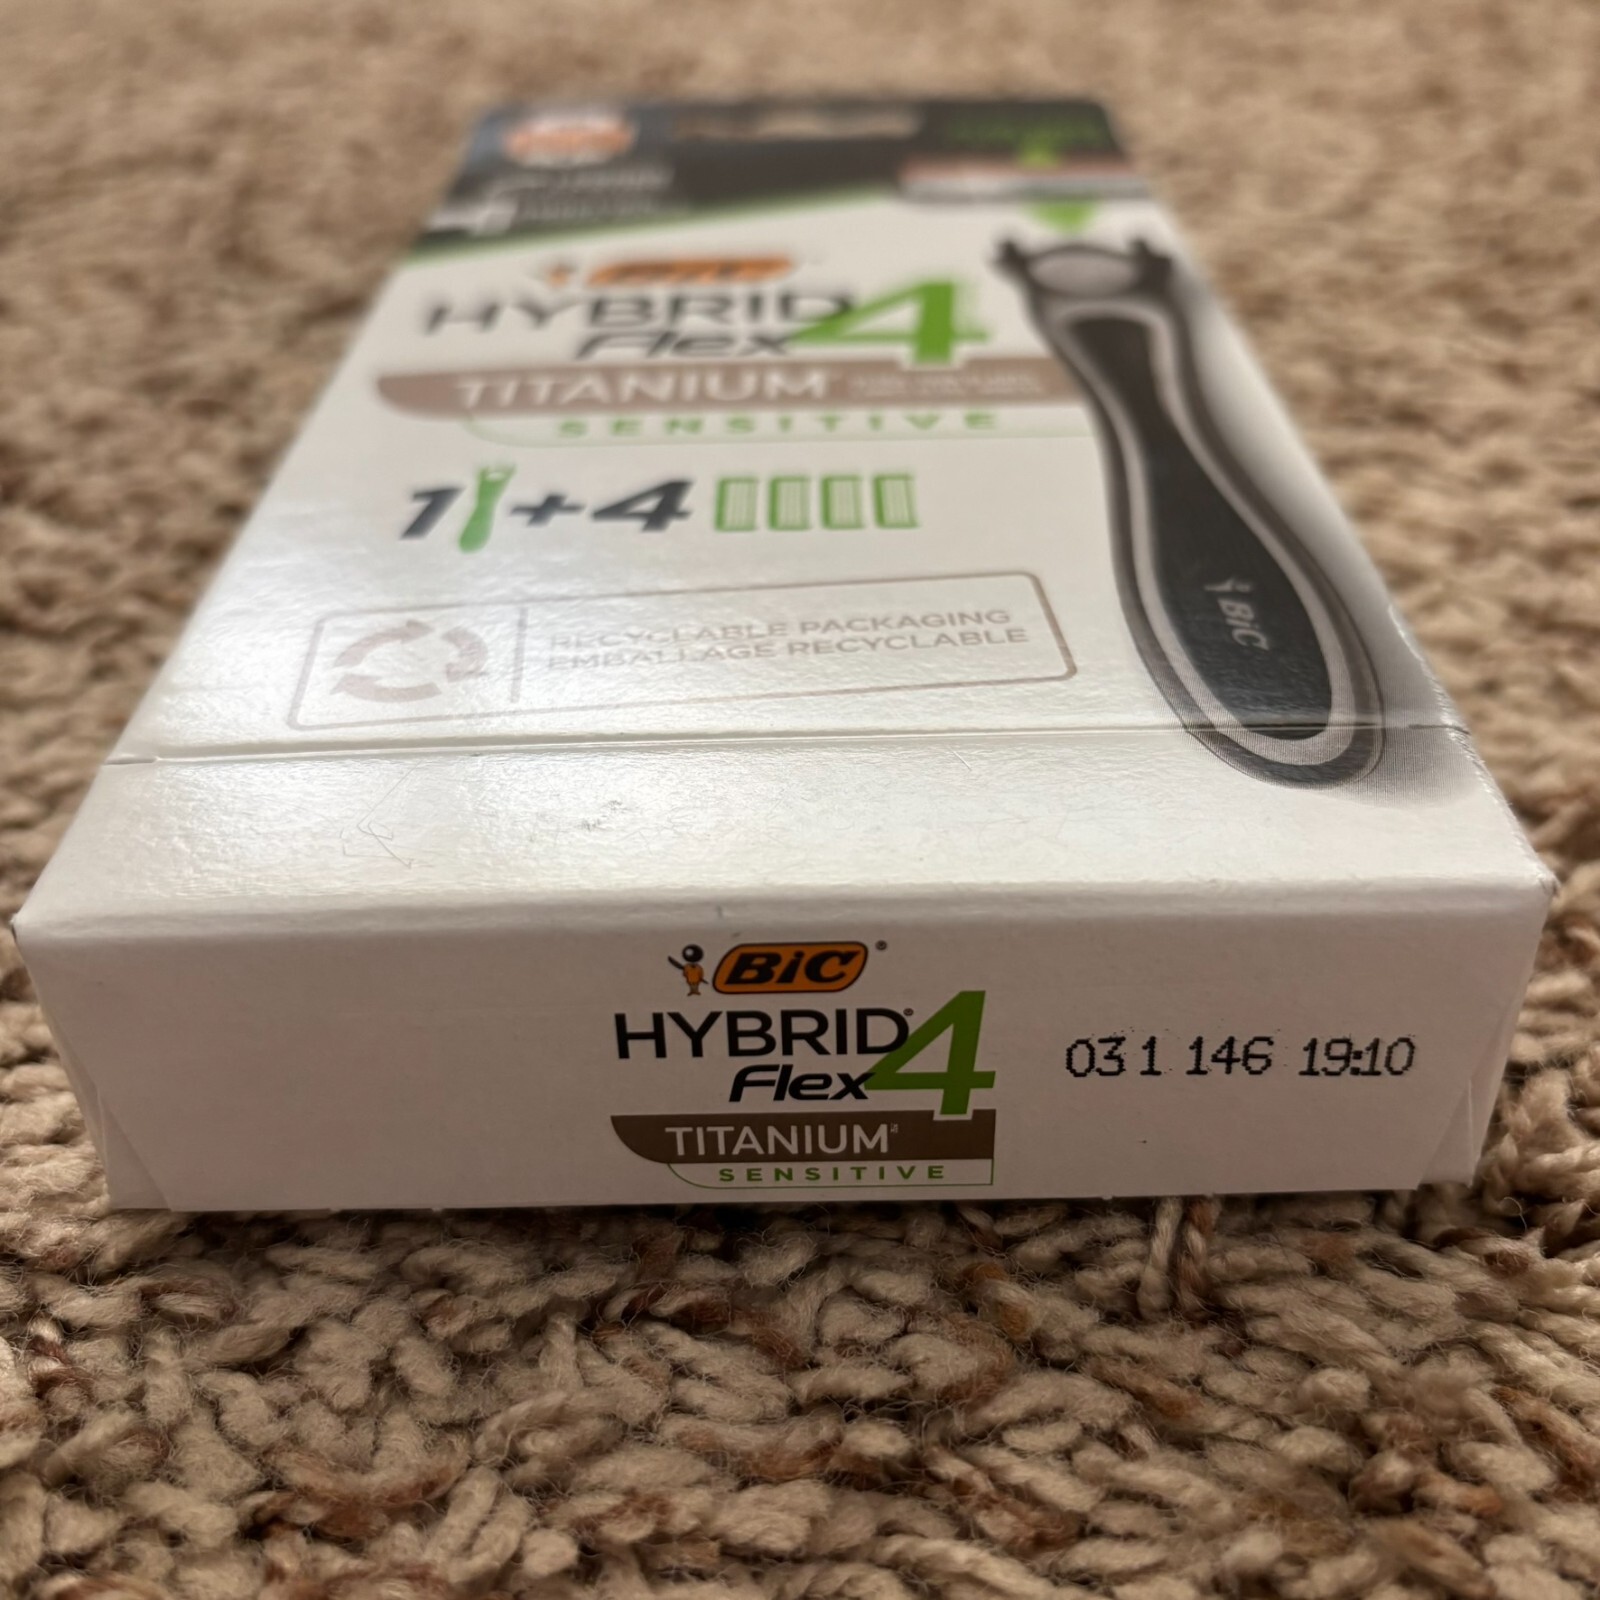 BIC
HYBRID 4
Flex
TITANIUM
SENSITIVE
1 + 4
RECYCLABLE PACKAGING
EMBALLAGE RECYCLABLE
BIC
BIC®
HYBRID® 4
Flex
TITANIUM
SENSITIVE
031 146 19:10